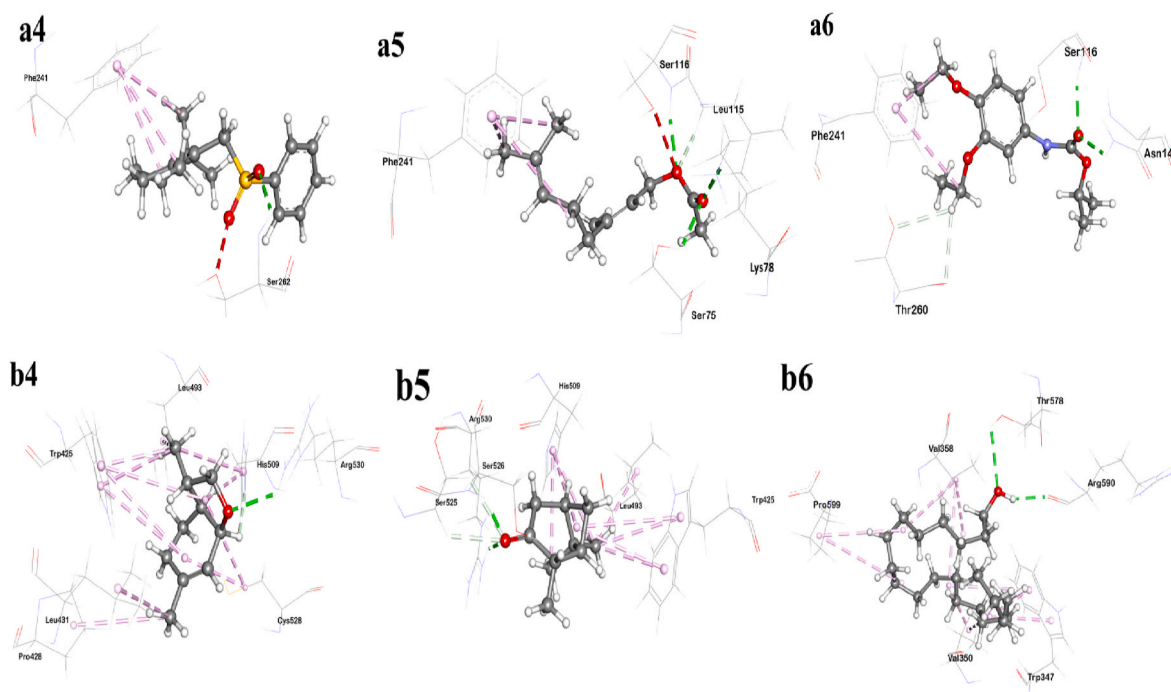 a4
Phe241
Ser262
a5
Ser116
Leu115
Phe241
Lys78
Ser75
a6
Ser116
Phe241
Asn14
Thr260
b4
Leu493
Trp425
His509
Arg530
Leu431
Cys528
Pro428
b5
His509
Arg530
Ser526
Ser525
Leu493
Trp425
b6
Thr578
Val358
Arg590
Pro599
Val350
Trp347